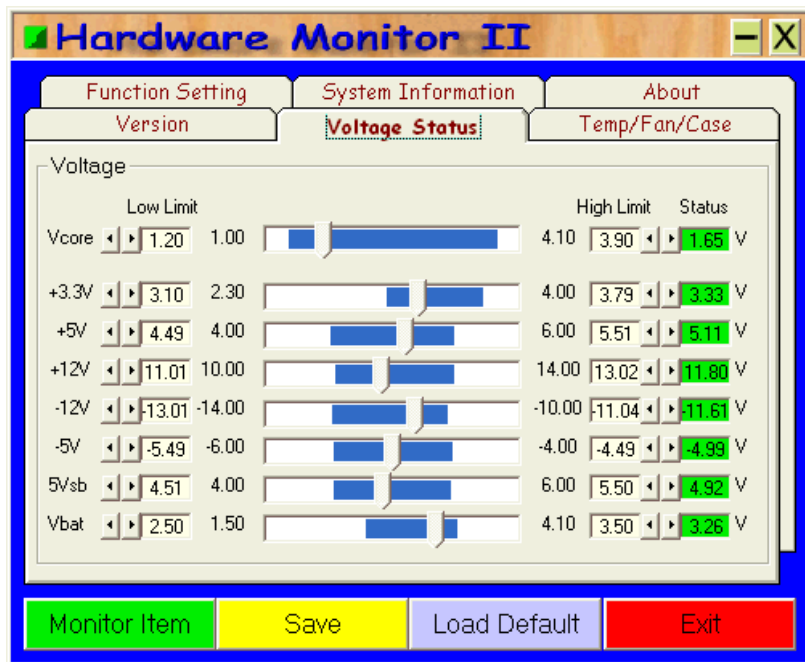 Hardware Monitor II
Function Setting System Information About
Version Voltage Status Temp/Fan/Case
Voltage
Low Limit High Limit Status
Vcore 1.20 1.00 4.10 3.90 1.65 V
+3.3V 3.10 2.30 4.00 3.79 3.33 V
+5V 4.49 4.00 6.00 5.51 5.11 V
+12V 11.01 10.00 14.00 13.02 11.80 V
-12V -13.01 -14.00 -10.00 -11.04 -11.61 V
-5V -5.49 -6.00 -4.00 -4.49 -4.99 V
5Vsb 4.51 4.00 6.00 5.50 4.92 V
Vbat 2.50 1.50 4.10 3.50 3.26 V
Monitor Item Save Load Default Exit